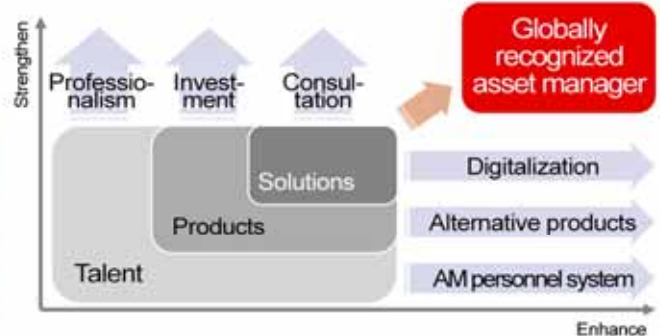 Strengthen
Professio-
nalism
Invest-
ment
Consul-
tation
Globally
recognized
asset manager
Solutions
Products
Talent
Digitalization
Alternative products
AM personnel system
Enhance